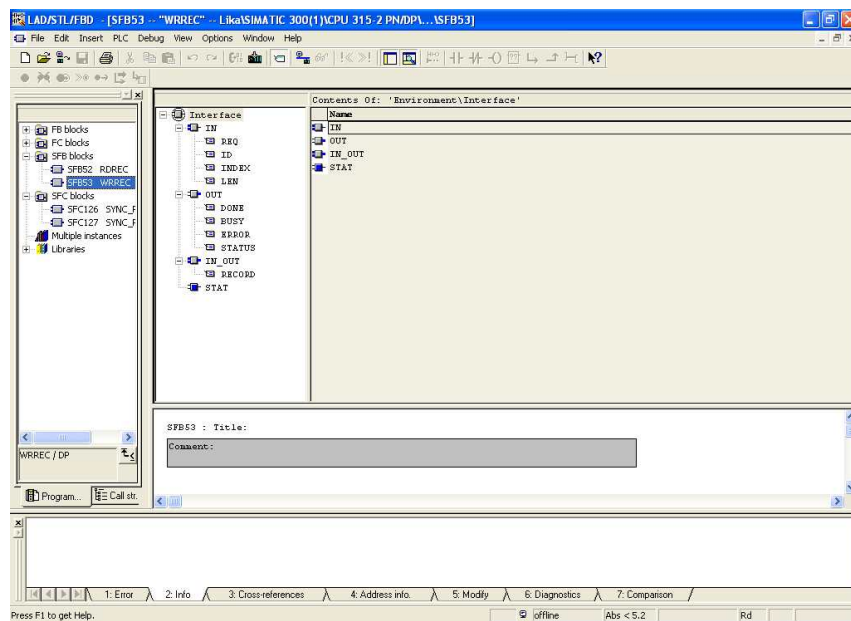 LAD/STL/FBD - [SFB53 -- "WRREC" -- Lika\SIMATIC 300(1)\CPU 315-2 PN/DP\...\SFB53]
File Edit Insert PLC Debug View Options Window Help
Contents Of: 'Environment\Interface'
Name
IN
OUT
IN_OUT
STAT
Interface
IN
REQ
ID
INDEX
LEN
OUT
DONE
BUSY
ERROR
STATUS
IN_OUT
RECORD
STAT
FB blocks
FC blocks
SFB blocks
SFB52 RDREC
SFB53 WRREC
SFC blocks
SFC126 SYNC_F
SFC127 SYNC_F
Multiple instances
Libraries
WRREC / DP
Program... Call str.
SFB53 : Title:
Comment:
1: Error 2: Info 3: Cross-references 4: Address info. 5: Modify 6: Diagnostics 7: Comparison
Press F1 to get Help. offline Abs < 5.2 Rd